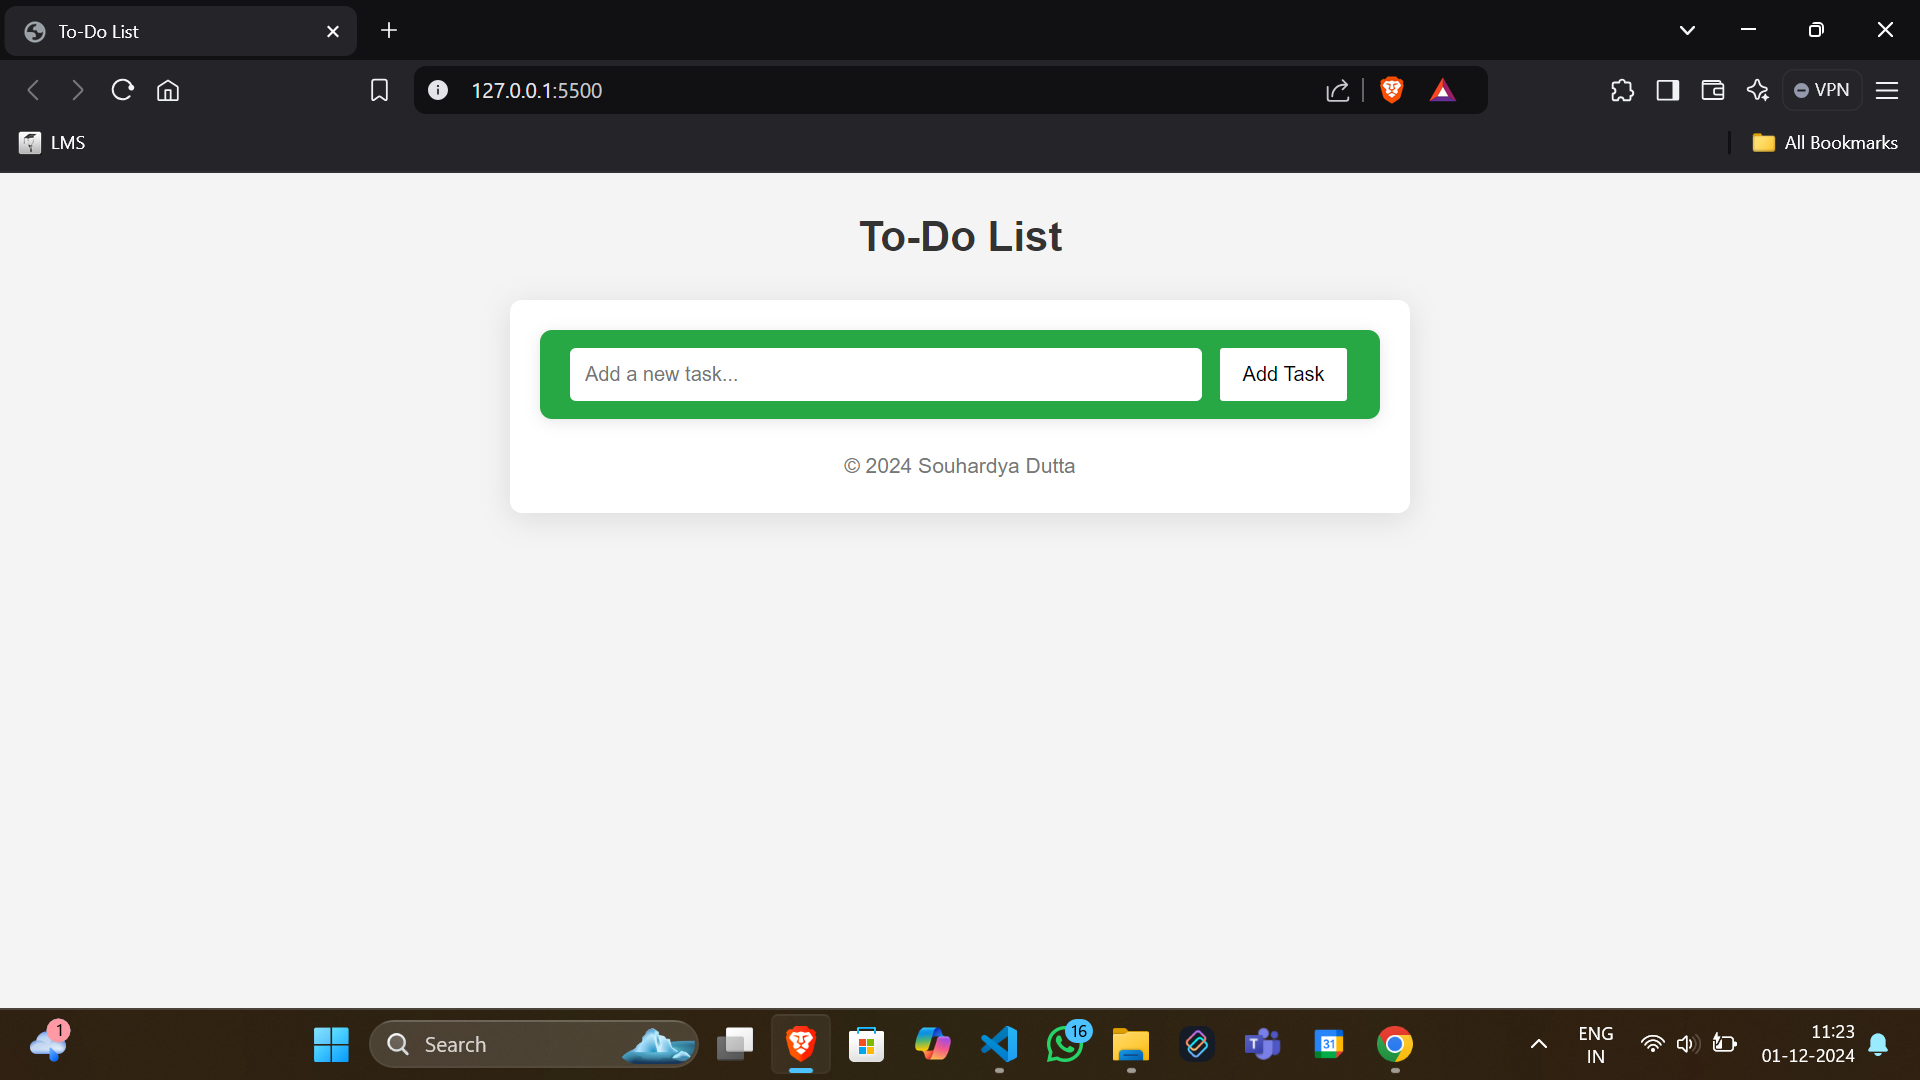 To-Do List
127.0.0.1:5500
VPN
LMS
All Bookmarks
To-Do List
Add a new task...
Add Task
© 2024 Souhardya Dutta
1
Search
16
T
31
ENG
IN
11:23
01-12-2024